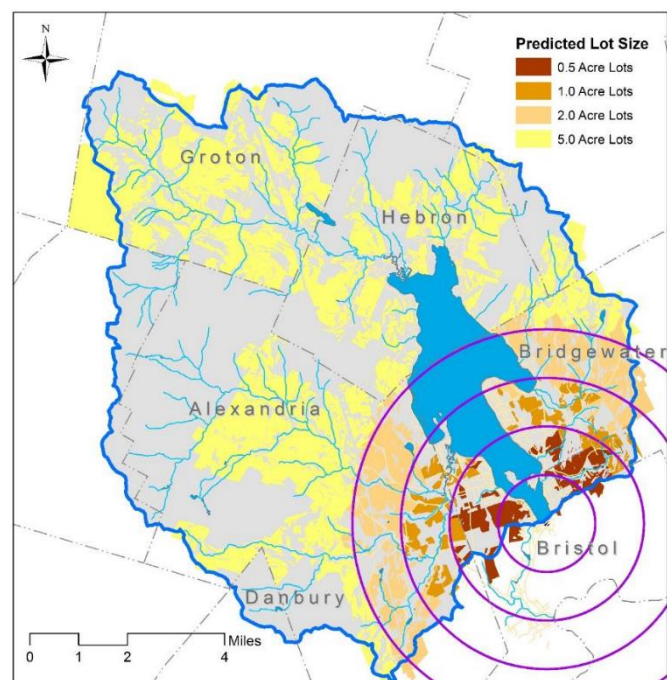 N
Predicted Lot Size
0.5 Acre Lots
1.0 Acre Lots
2.0 Acre Lots
5.0 Acre Lots
Groton
Hebron
Bridgewater
Alexandria
Bristol
Danbury
Miles
0 1 2 4